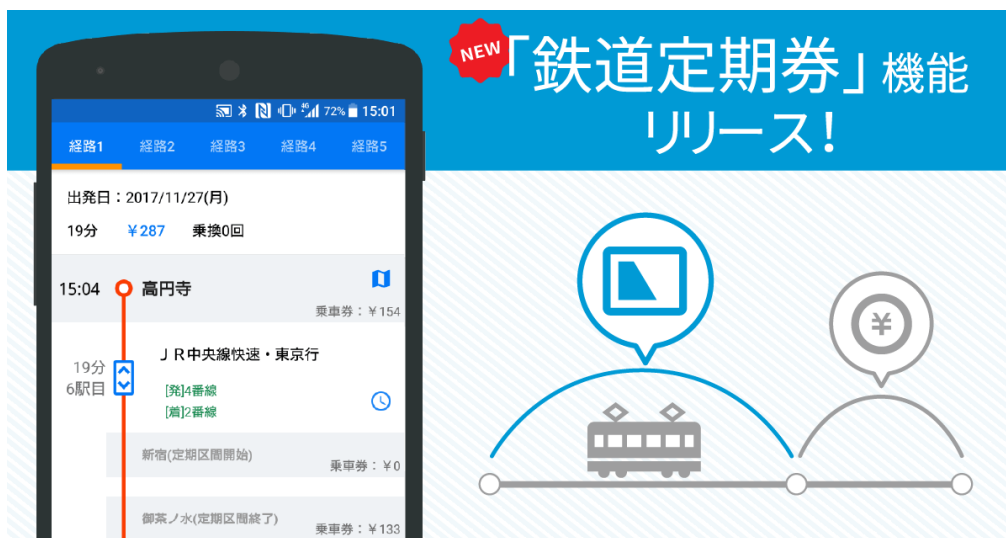 NEW
「鉄道定期券」機能
リリース!
4G 72% 15:01
経路1 経路2 経路3 経路4 経路5
出発日：2017/11/27(月)
19分 ￥287 乗換0回
15:04 高円寺
乗車券：￥154
ＪＲ中央線快速・東京行
19分
6駅目
[発]4番線
[着]2番線
新宿(定期区間開始)
乗車券：￥0
御茶ノ水(定期区間終了)
乗車券：￥133
¥